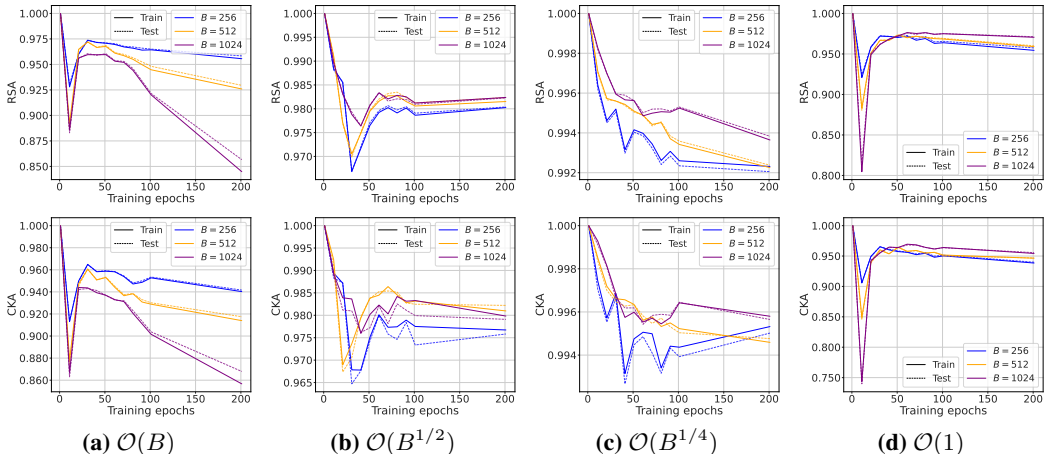 1.000
0.975
0.950
0.925
0.900
0.875
0.850
RSA
0 50 100 150 200
Training epochs
Train
Test
B = 256
B = 512
B = 1024
1.000
0.990
0.985
0.980
0.970
RSA
0 50 100 150 200
Training epochs
Train
Test
B = 256
B = 512
B = 1024
1.000
0.998
0.996
0.994
0.992
RSA
0 50 100 150 200
Training epochs
Train
Test
B = 256
B = 512
B = 1024
1.000
0.950
0.900
0.850
0.800
RSA
0 50 100 150 200
Training epochs
Train
Test
B = 256
B = 512
B = 1024
1.000
0.960
0.940
0.920
0.900
0.880
0.860
CKA
0 50 100 150 200
Training epochs
Train
Test
B = 256
B = 512
B = 1024
1.000
0.990
0.985
0.980
0.975
0.970
0.965
CKA
0 50 100 150 200
Training epochs
Train
Test
B = 256
B = 512
B = 1024
1.000
0.998
0.996
0.994
CKA
0 50 100 150 200
Training epochs
Train
Test
B = 256
B = 512
B = 1024
1.000
0.950
0.900
0.850
0.800
0.750
CKA
0 50 100 150 200
Training epochs
Train
Test
B = 256
B = 512
B = 1024
(a) O(B)
(b) O(B^{1/2})
(c) O(B^{1/4})
(d) O(1)